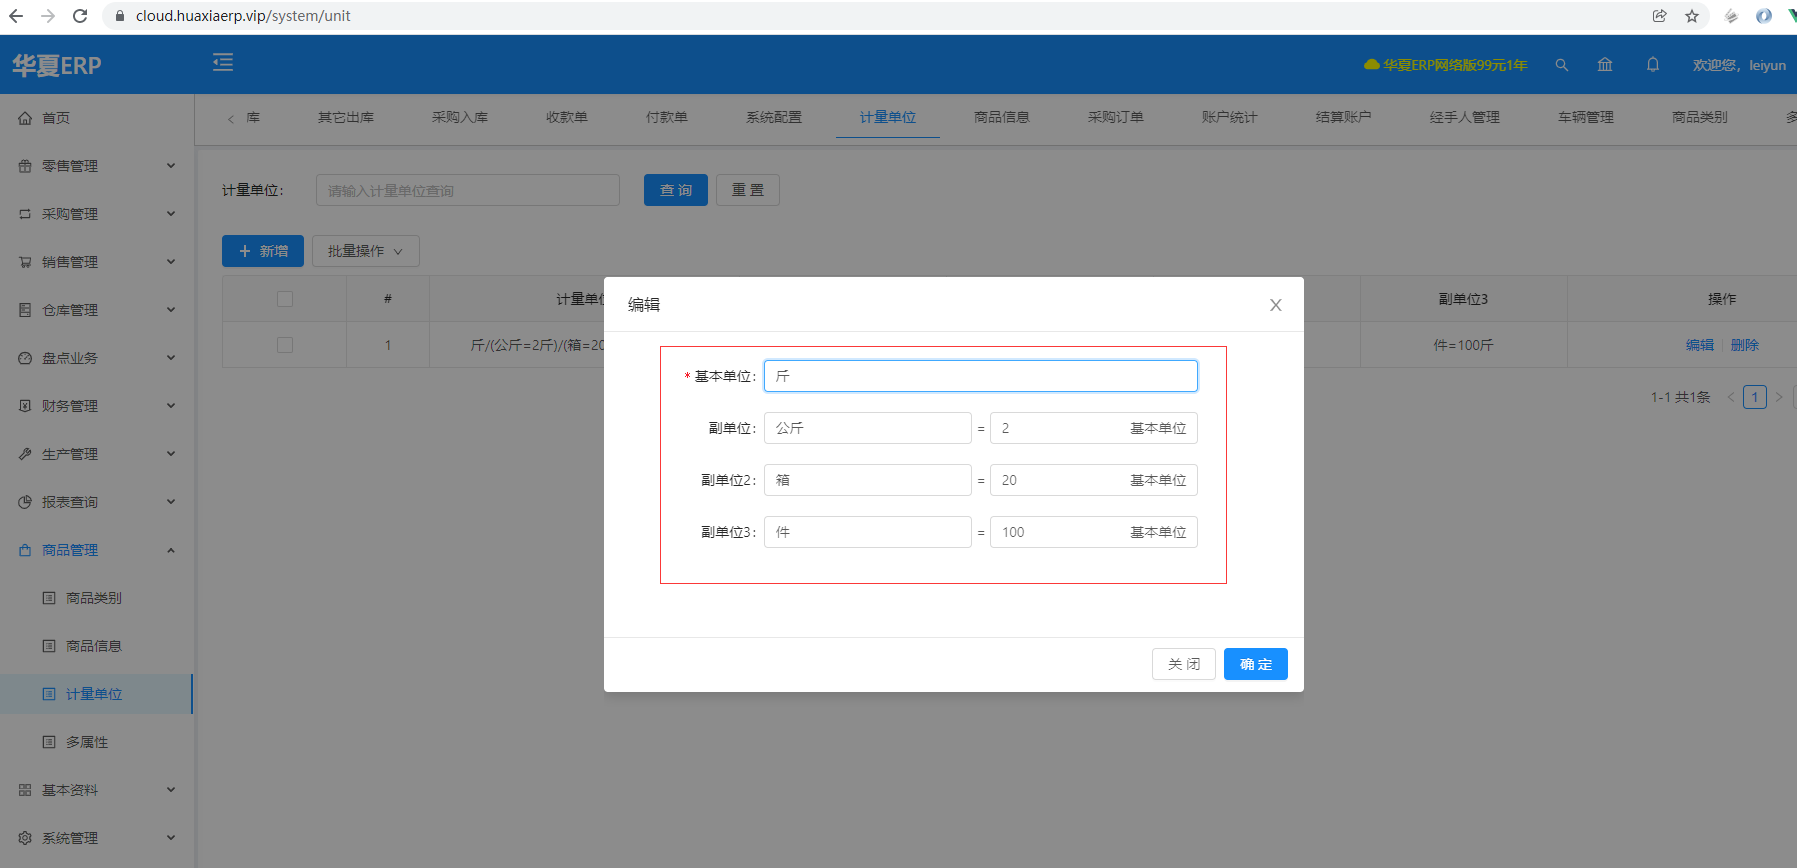 cloud.huaxiaerp.vip/system/unit
华夏ERP
华夏ERP网络版99元1年
欢迎您，leiyun
首页
零售管理
采购管理
销售管理
仓库管理
盘点业务
财务管理
生产管理
报表查询
商品管理
商品类别
商品信息
计量单位
多属性
基本资料
系统管理
库 其它出库 采购入库 收款单 付款单 系统配置 计量单位 商品信息 采购订单 账户统计 结算账户 经手人管理 车辆管理 商品类别 多
计量单位： 请输入计量单位查询 查 询 重 置
新增 批量操作
# 计量单位 副单位3 操作
1 斤/(公斤=2斤)/(箱=20 件=100斤 编辑 删除
1-1 共1条 1
编辑
* 基本单位： 斤
副单位： 公斤 = 2 基本单位
副单位2： 箱 = 20 基本单位
副单位3： 件 = 100 基本单位
关 闭 确 定